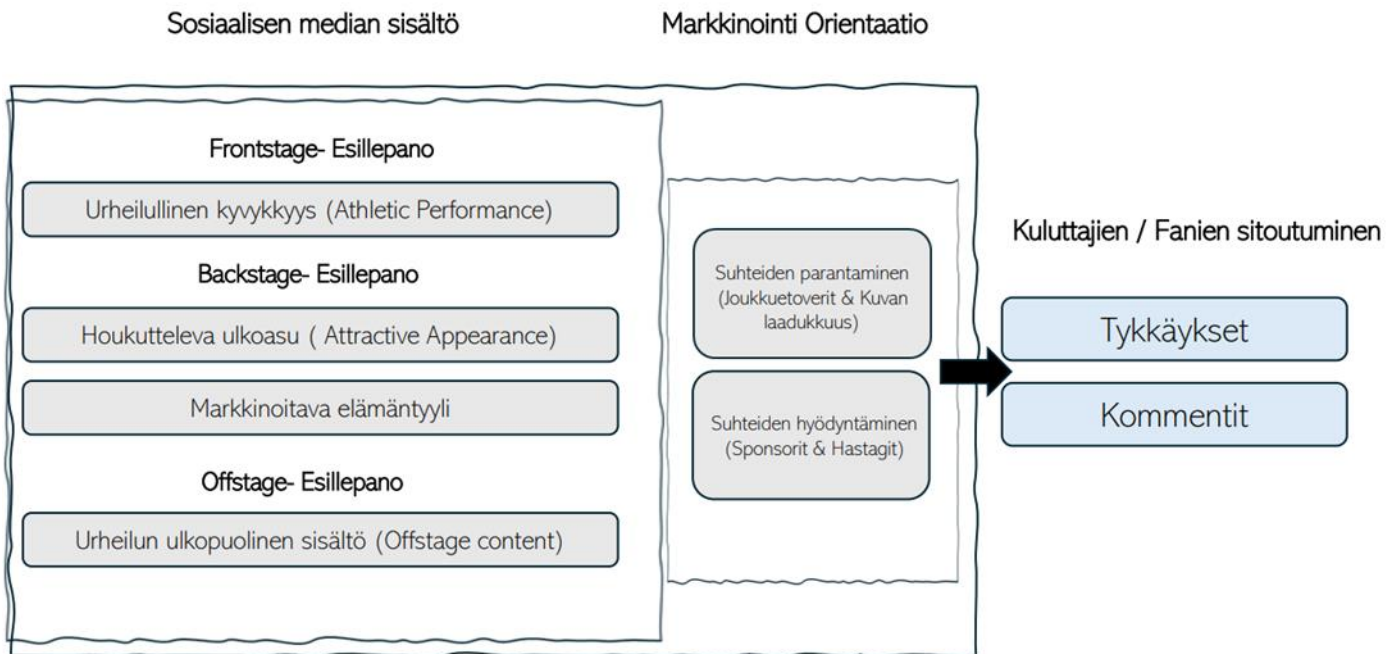 Sosiaalisen median sisältö
Markkinointi Orientaatio
Frontstage- Esillepano
Urheilullinen kyvykkyys (Athletic Performance)
Backstage- Esillepano
Houkutteleva ulkoasu ( Attractive Appearance)
Markkinoitava elämäntyyli
Offstage- Esillepano
Urheilun ulkopuolinen sisältö (Offstage content)
Suhteiden parantaminen
(Joukkuetoverit & Kuvan
laadukkuus)
Suhteiden hyödyntäminen
(Sponsorit & Hastagit)
Kuluttajien / Fanien sitoutuminen
Tykkäykset
Kommentit